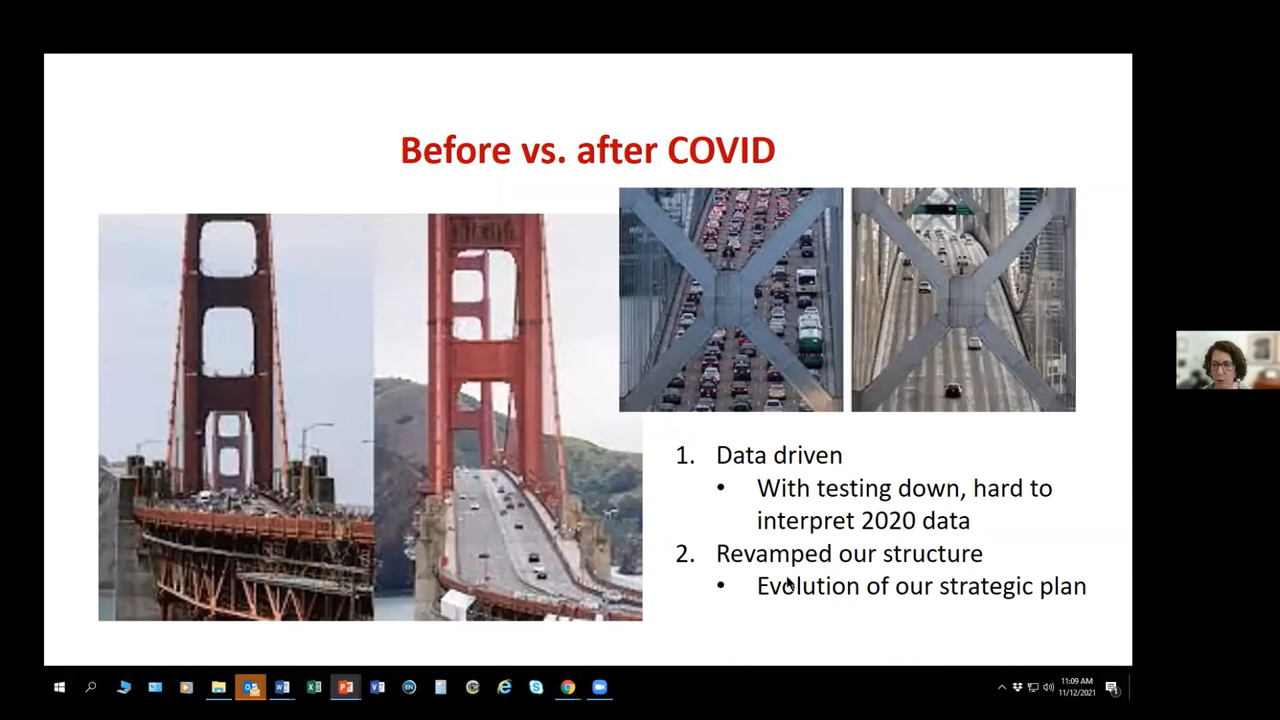 Before vs. after COVID
1. Data driven
• With testing down, hard to
interpret 2020 data
2. Revamped our structure
• Evolution of our strategic plan
11:09 AM
11/12/2021